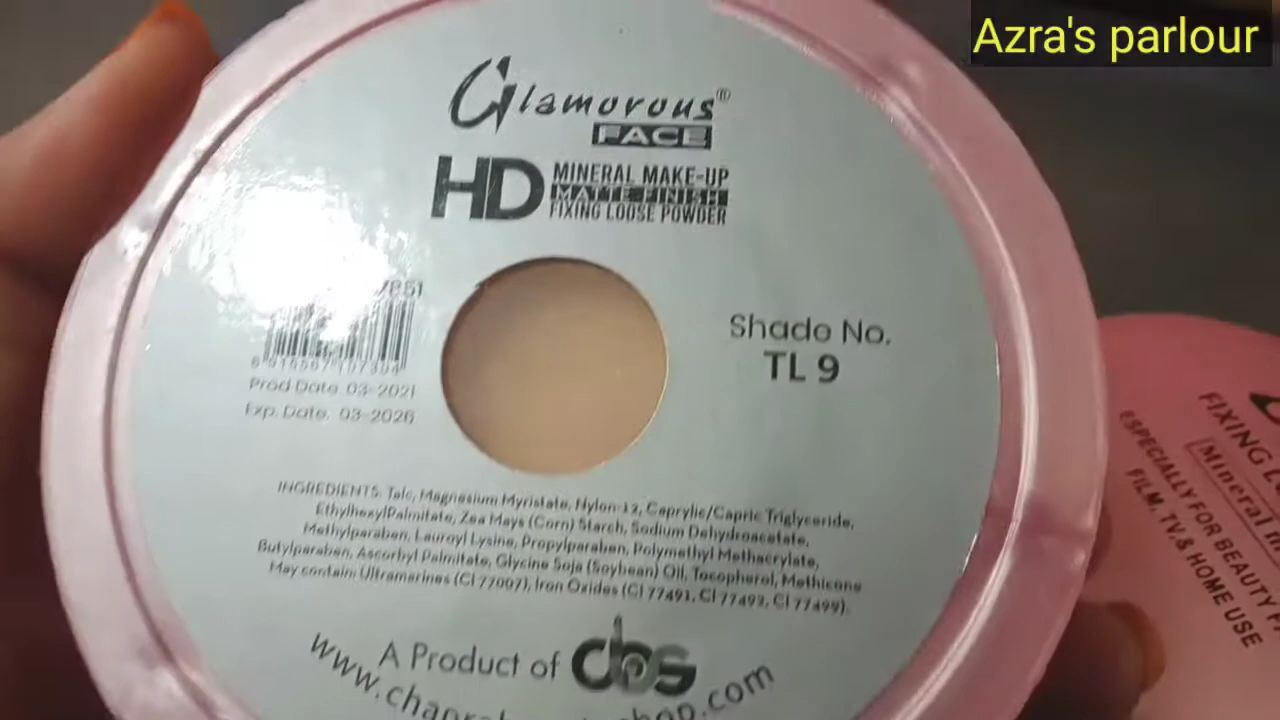 Azra's parlour
Glamorous®
FACE
HD MINERAL MAKE-UP
MATTE FINISH
FIXING LOOSE POWDER
Shade No.
TL 9
Prod Date 03-2021
Exp. Date. 03-2026
INGREDIENTS: Talc, Magnesium Myristate, Nylon-12, Caprylic/Capric Triglyceride,
EthylhexylPalmitate, Zea Mays (Corn) Starch, Sodium Dehydroacetate,
Methylparaben, Lauroyl Lysine, Propylparaben, Polymethyl Methacrylate,
Butylparaben, Ascorbyl Palmitate, Glycine Soja (Soybean) Oil, Tocopherol, Methicone
May contain: Ultramarines (CI 77007), Iron Oxides (CI 77491, CI 77492, CI 77499).
A Product of cbs
FIXING
Mineral
ESPECIALLY FOR BEAUTY
FILM, TV, & HOME USE